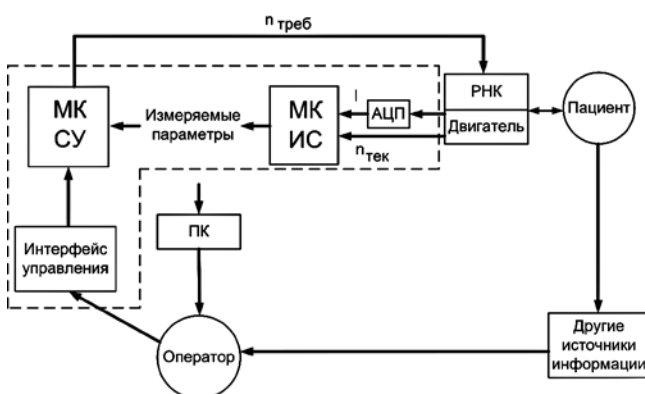 n треб
МК
СУ
Измеряемые
параметры
МК
ИС
I
АЦП
n тек
РНК
Двигатель
Пациент
Интерфейс
управления
ПК
Оператор
Другие
источники
информации